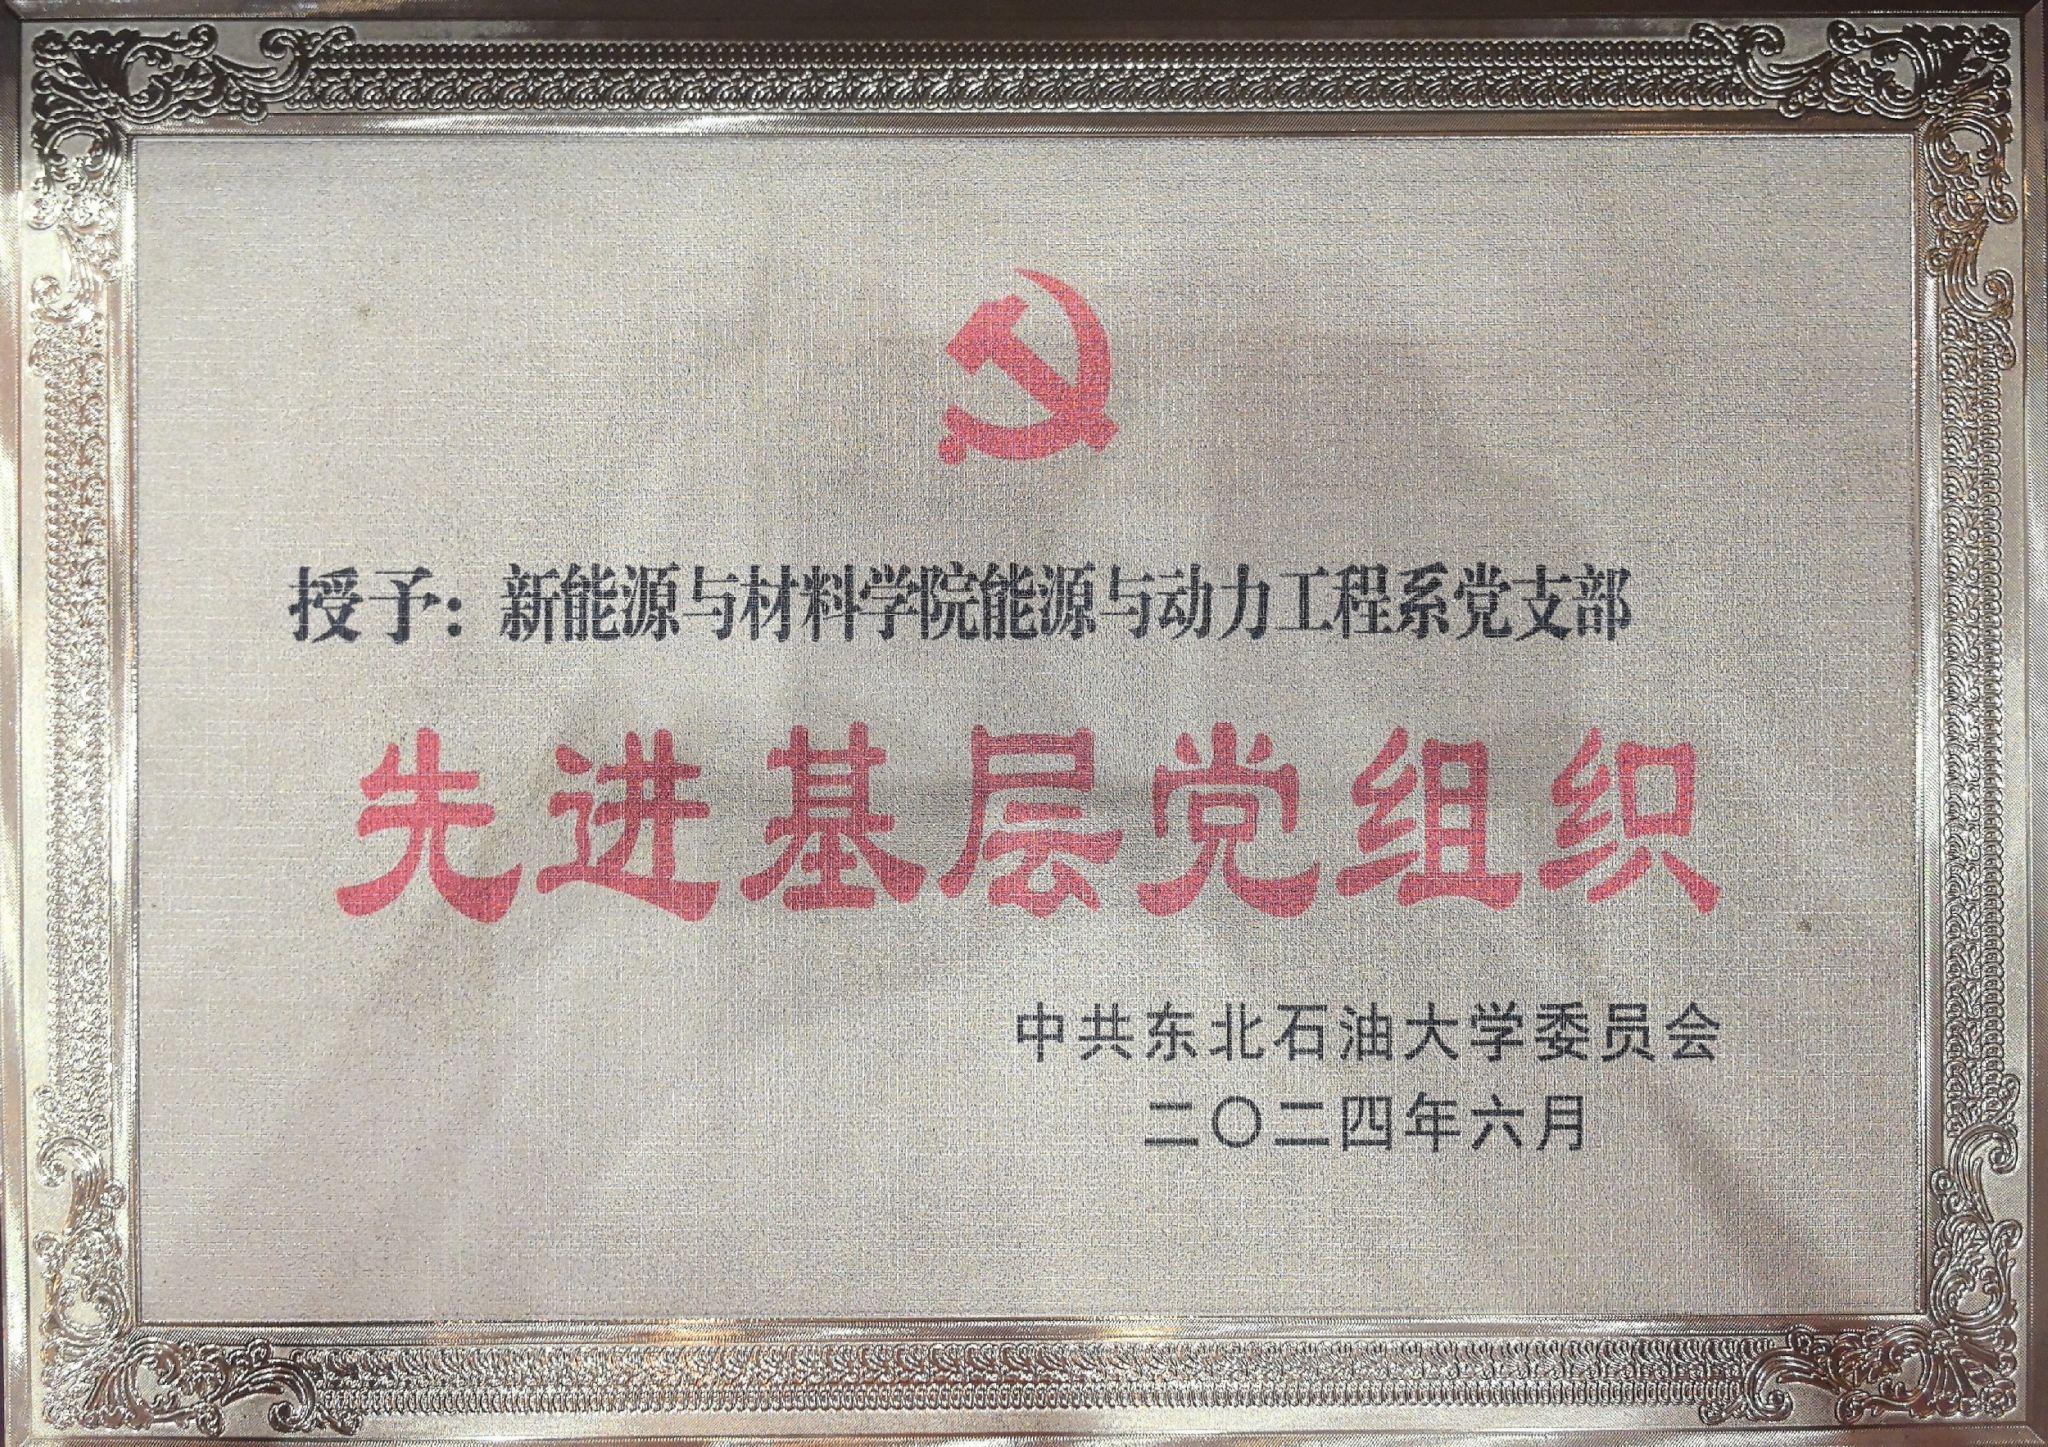 授予：新能源与材料学院能源与动力工程系党支部
先进基层党组织
中共东北石油大学委员会
二〇二四年六月